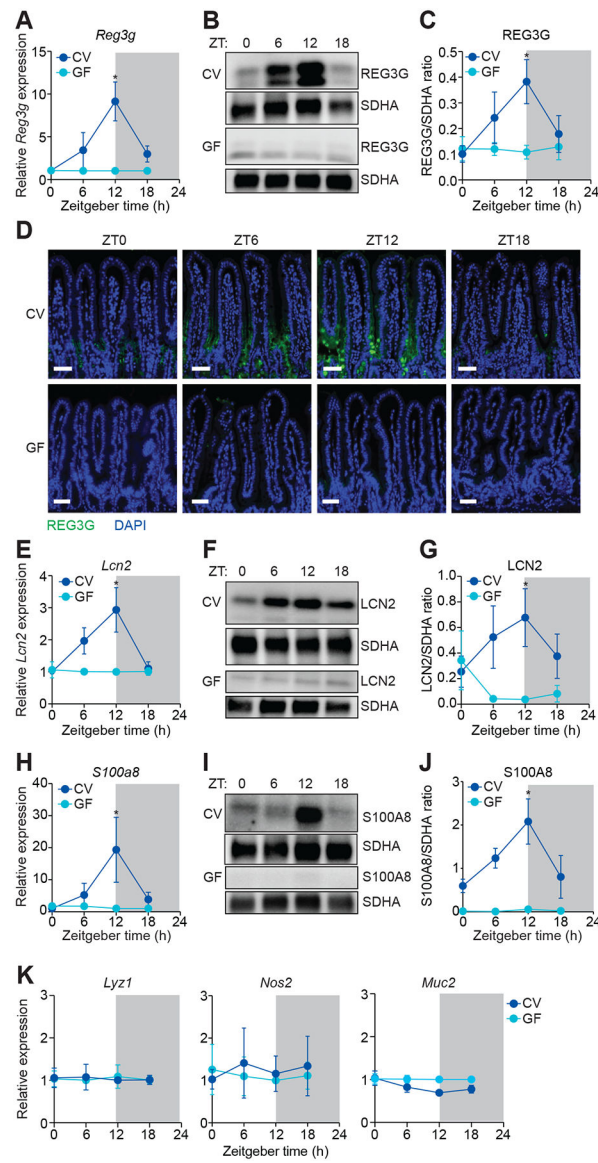 A
Reg3g
CV
GF
*
Relative Reg3g expression
15
10
5
1
0
0 6 12 18 24
Zeitgeber time (h)
B
ZT: 0 6 12 18
CV
REG3G
SDHA
GF
REG3G
SDHA
C
REG3G
CV
GF
*
REG3G/SDHA ratio
0.5
0.4
0.3
0.2
0.1
0.0
0 6 12 18 24
Zeitgeber time (h)
D
ZT0 ZT6 ZT12 ZT18
CV
GF
REG3G DAPI
E
Lcn2
CV
GF
*
Relative Lcn2 expression
4
3
2
1
0
0 6 12 18 24
Zeitgeber time (h)
F
ZT: 0 6 12 18
CV
LCN2
SDHA
GF
LCN2
SDHA
G
LCN2
CV
GF
*
LCN2/SDHA ratio
1.0
0.8
0.6
0.4
0.2
0.0
0 6 12 18 24
Zeitgeber time (h)
H
S100a8
CV
GF
*
Relative expression
40
30
20
10
0
0 6 12 18 24
Zeitgeber time (h)
I
ZT: 0 6 12 18
CV
S100A8
SDHA
GF
S100A8
SDHA
J
S100A8
CV
GF
*
S100A8/SDHA ratio
3
2
1
0
0 6 12 18 24
Zeitgeber time (h)
K
Lyz1
Relative expression
3
2
1
0
0 6 12 18 24
Nos2
3
2
1
0
0 6 12 18 24
Zeitgeber time (h)
Muc2
3
2
1
0
0 6 12 18 24
CV
GF